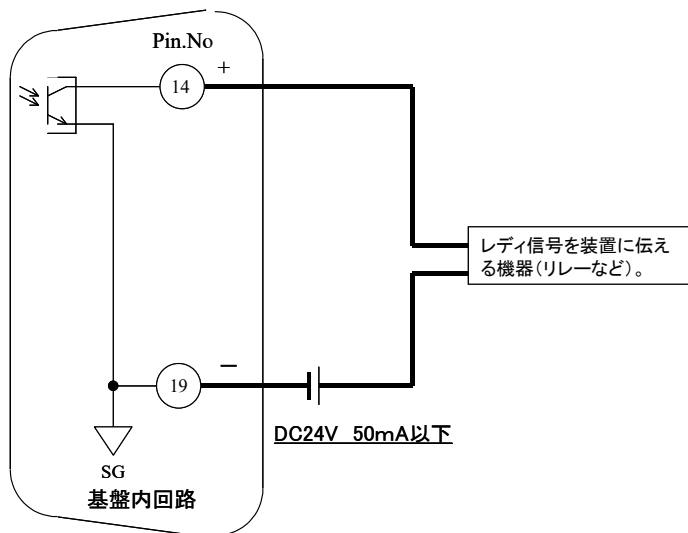 Pin.No
14
+
レディ信号を装置に伝え
る機器(リレーなど)。
19
−
DC24V 50mA以下
SG
基盤内回路